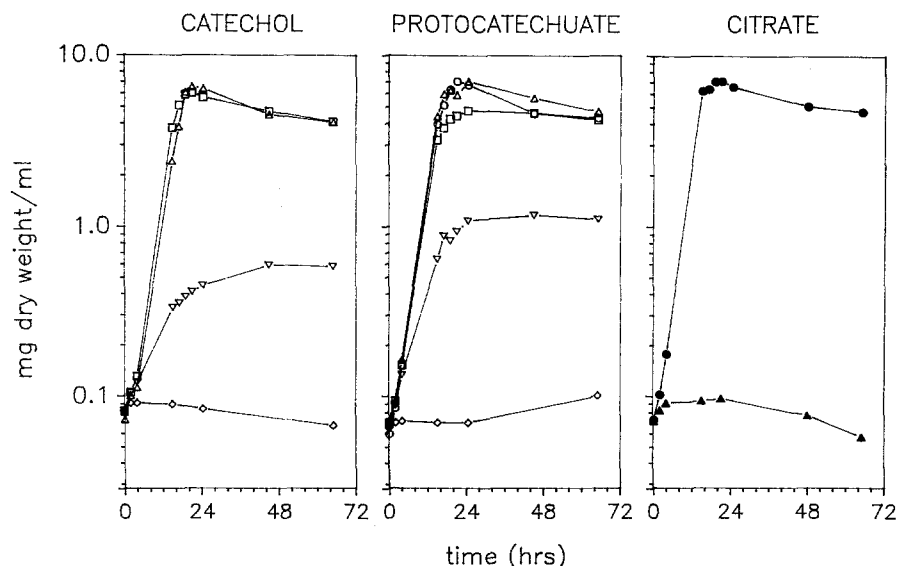 CATECHOL
PROTOCATECHUATE
CITRATE
10.0
1.0
0.1
mg dry weight/ml
0 24 48 72
0 24 48 72
0 24 48 72
time (hrs)